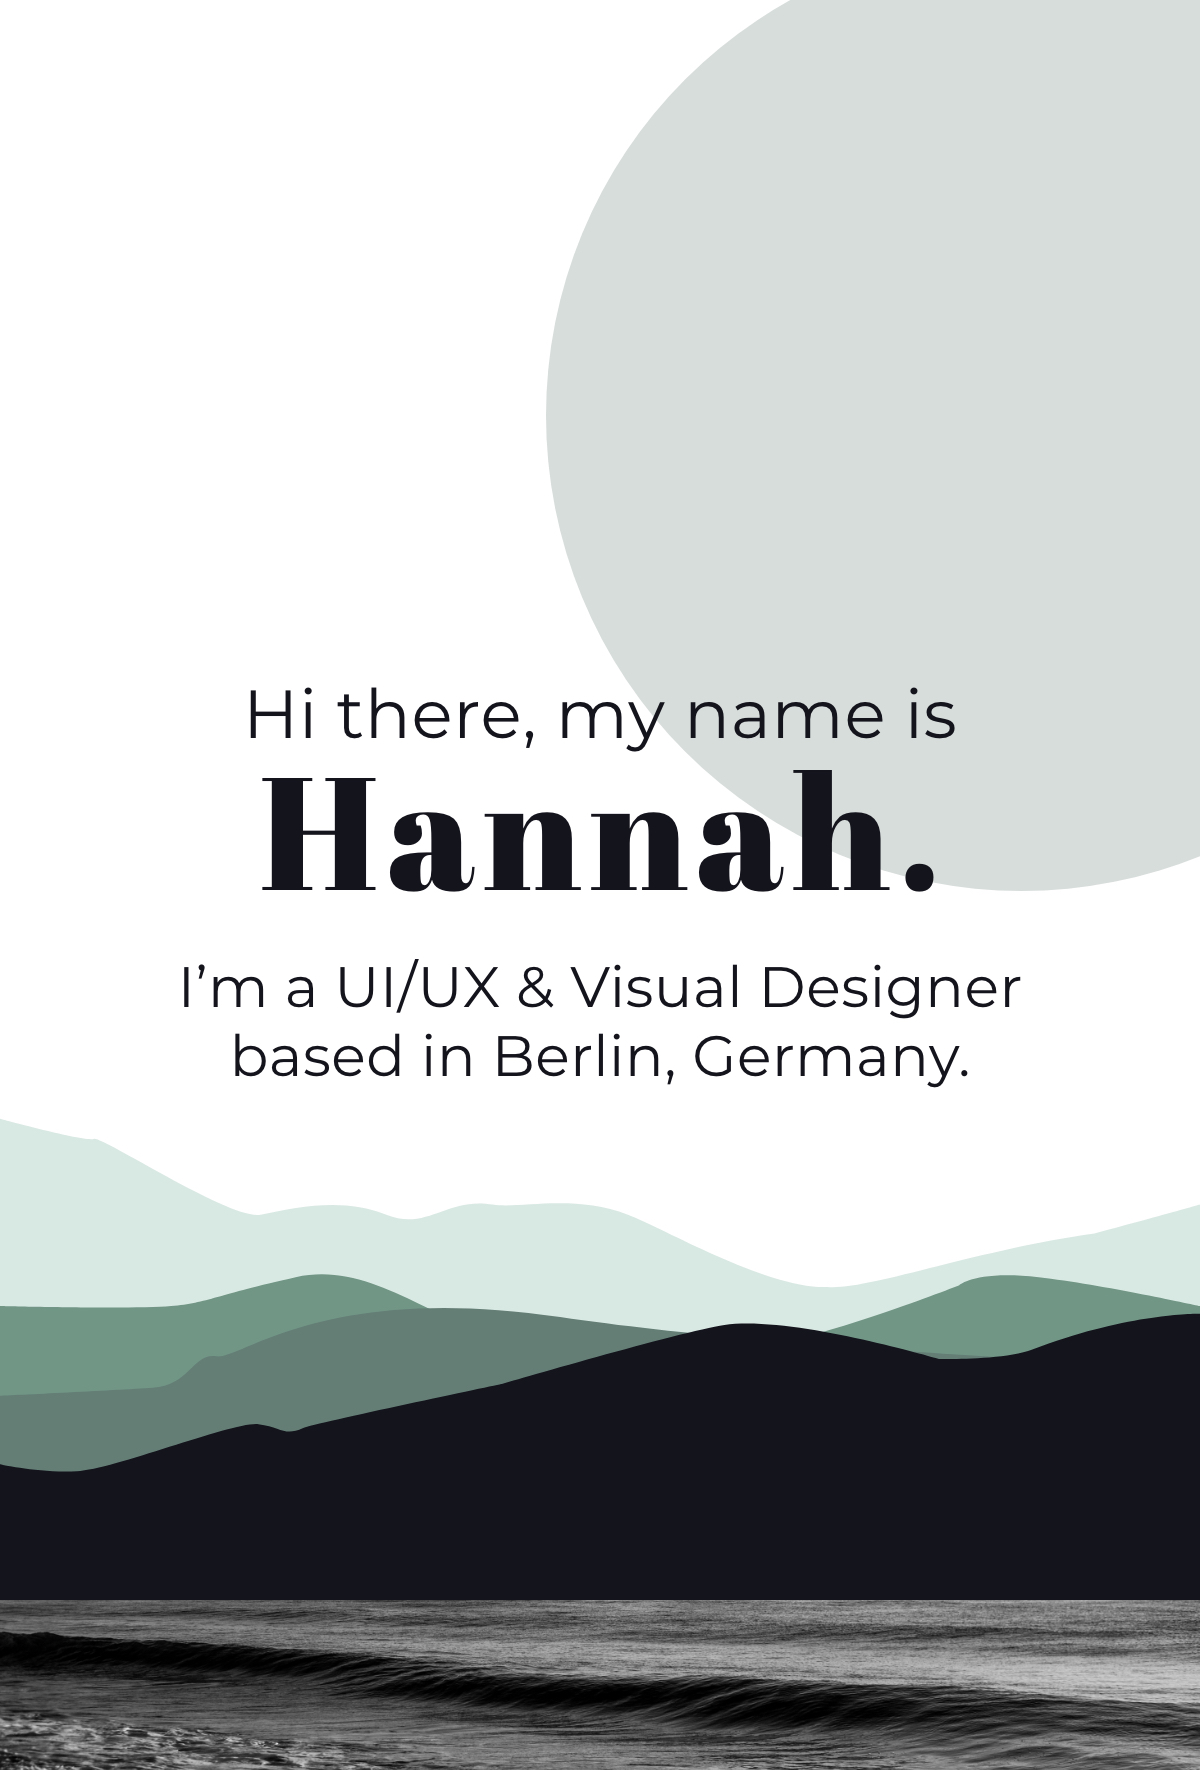 Hi there, my name is
Hannah.
I’m a UI/UX & Visual Designer
based in Berlin, Germany.